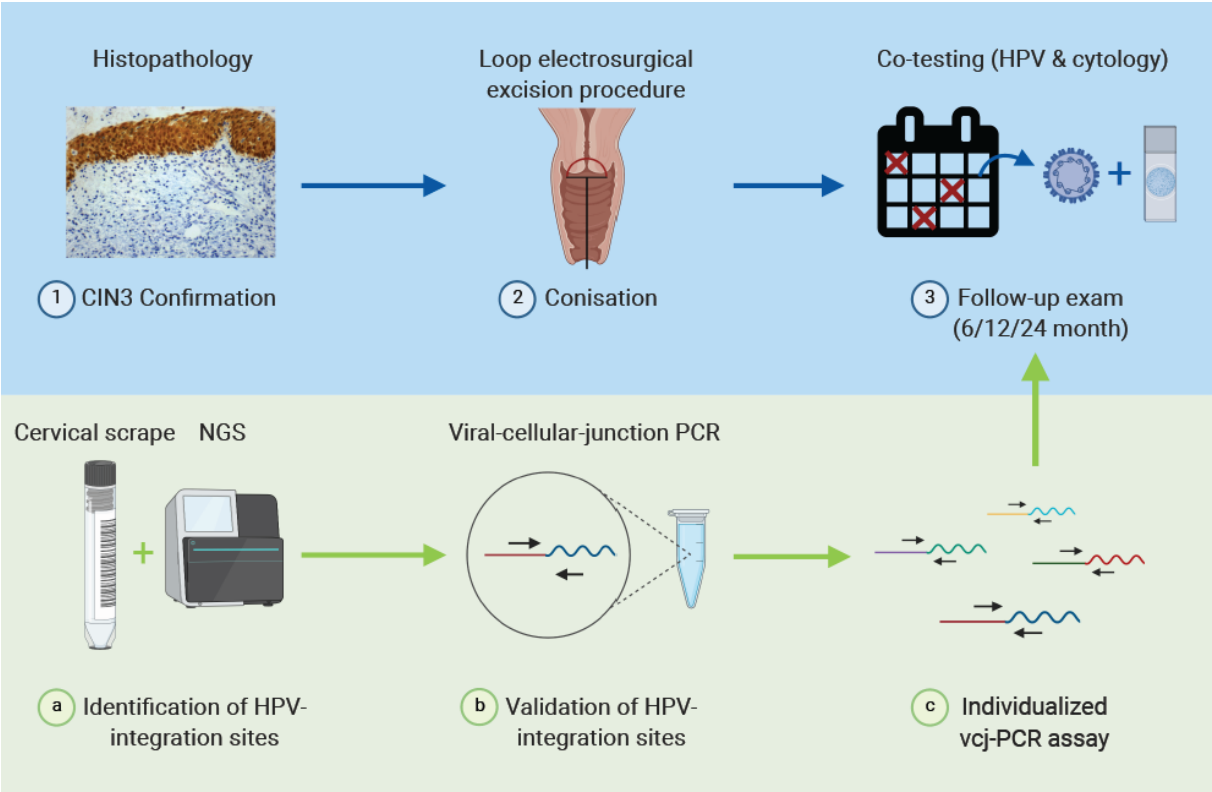 Histopathology
Loop electrosurgical
excision procedure
Co-testing (HPV & cytology)
1 CIN3 Confirmation
2 Conisation
3 Follow-up exam
(6/12/24 month)
Cervical scrape NGS
Viral-cellular-junction PCR
a Identification of HPV-
integration sites
b Validation of HPV-
integration sites
c Individualized
vcj-PCR assay